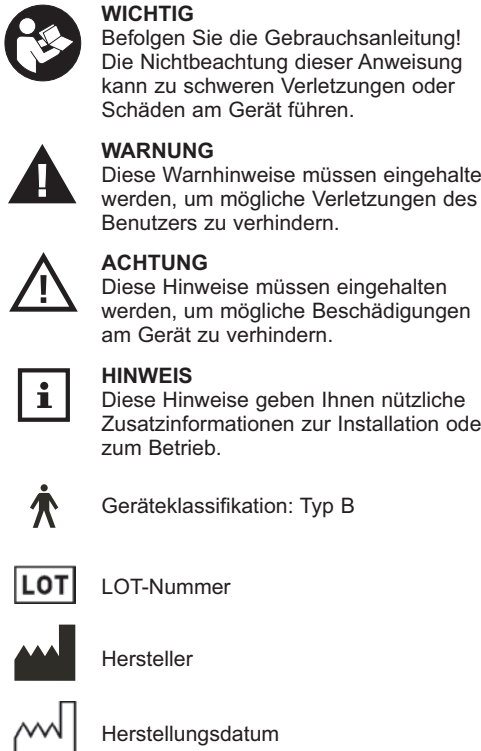 WICHTIG
Befolgen Sie die Gebrauchsanleitung!
Die Nichtbeachtung dieser Anweisung
kann zu schweren Verletzungen oder
Schäden am Gerät führen.
WARNUNG
Diese Warnhinweise müssen eingehalte
werden, um mögliche Verletzungen des
Benutzers zu verhindern.
ACHTUNG
Diese Hinweise müssen eingehalten
werden, um mögliche Beschädigungen
am Gerät zu verhindern.
HINWEIS
Diese Hinweise geben Ihnen nützliche
Zusatzinformationen zur Installation ode
zum Betrieb.
Geräteklassifikation: Typ B
LOT LOT-Nummer
Hersteller
Herstellungsdatum